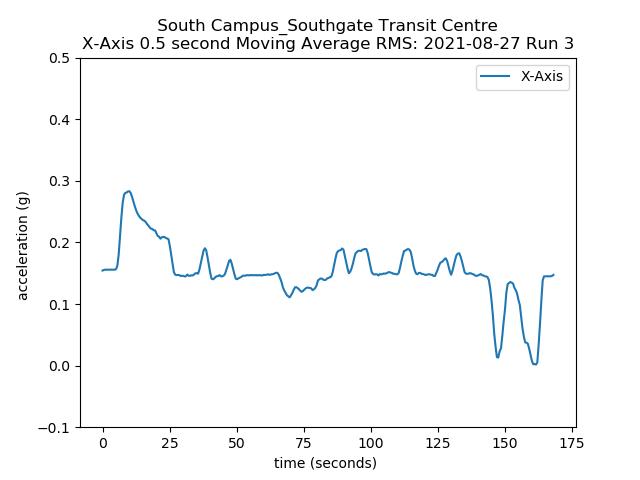 South Campus_Southgate Transit Centre
X-Axis 0.5 second Moving Average RMS: 2021-08-27 Run 3
X-Axis
0.5
0.4
0.3
0.2
0.1
0.0
−0.1
acceleration (g)
0 25 50 75 100 125 150 175
time (seconds)